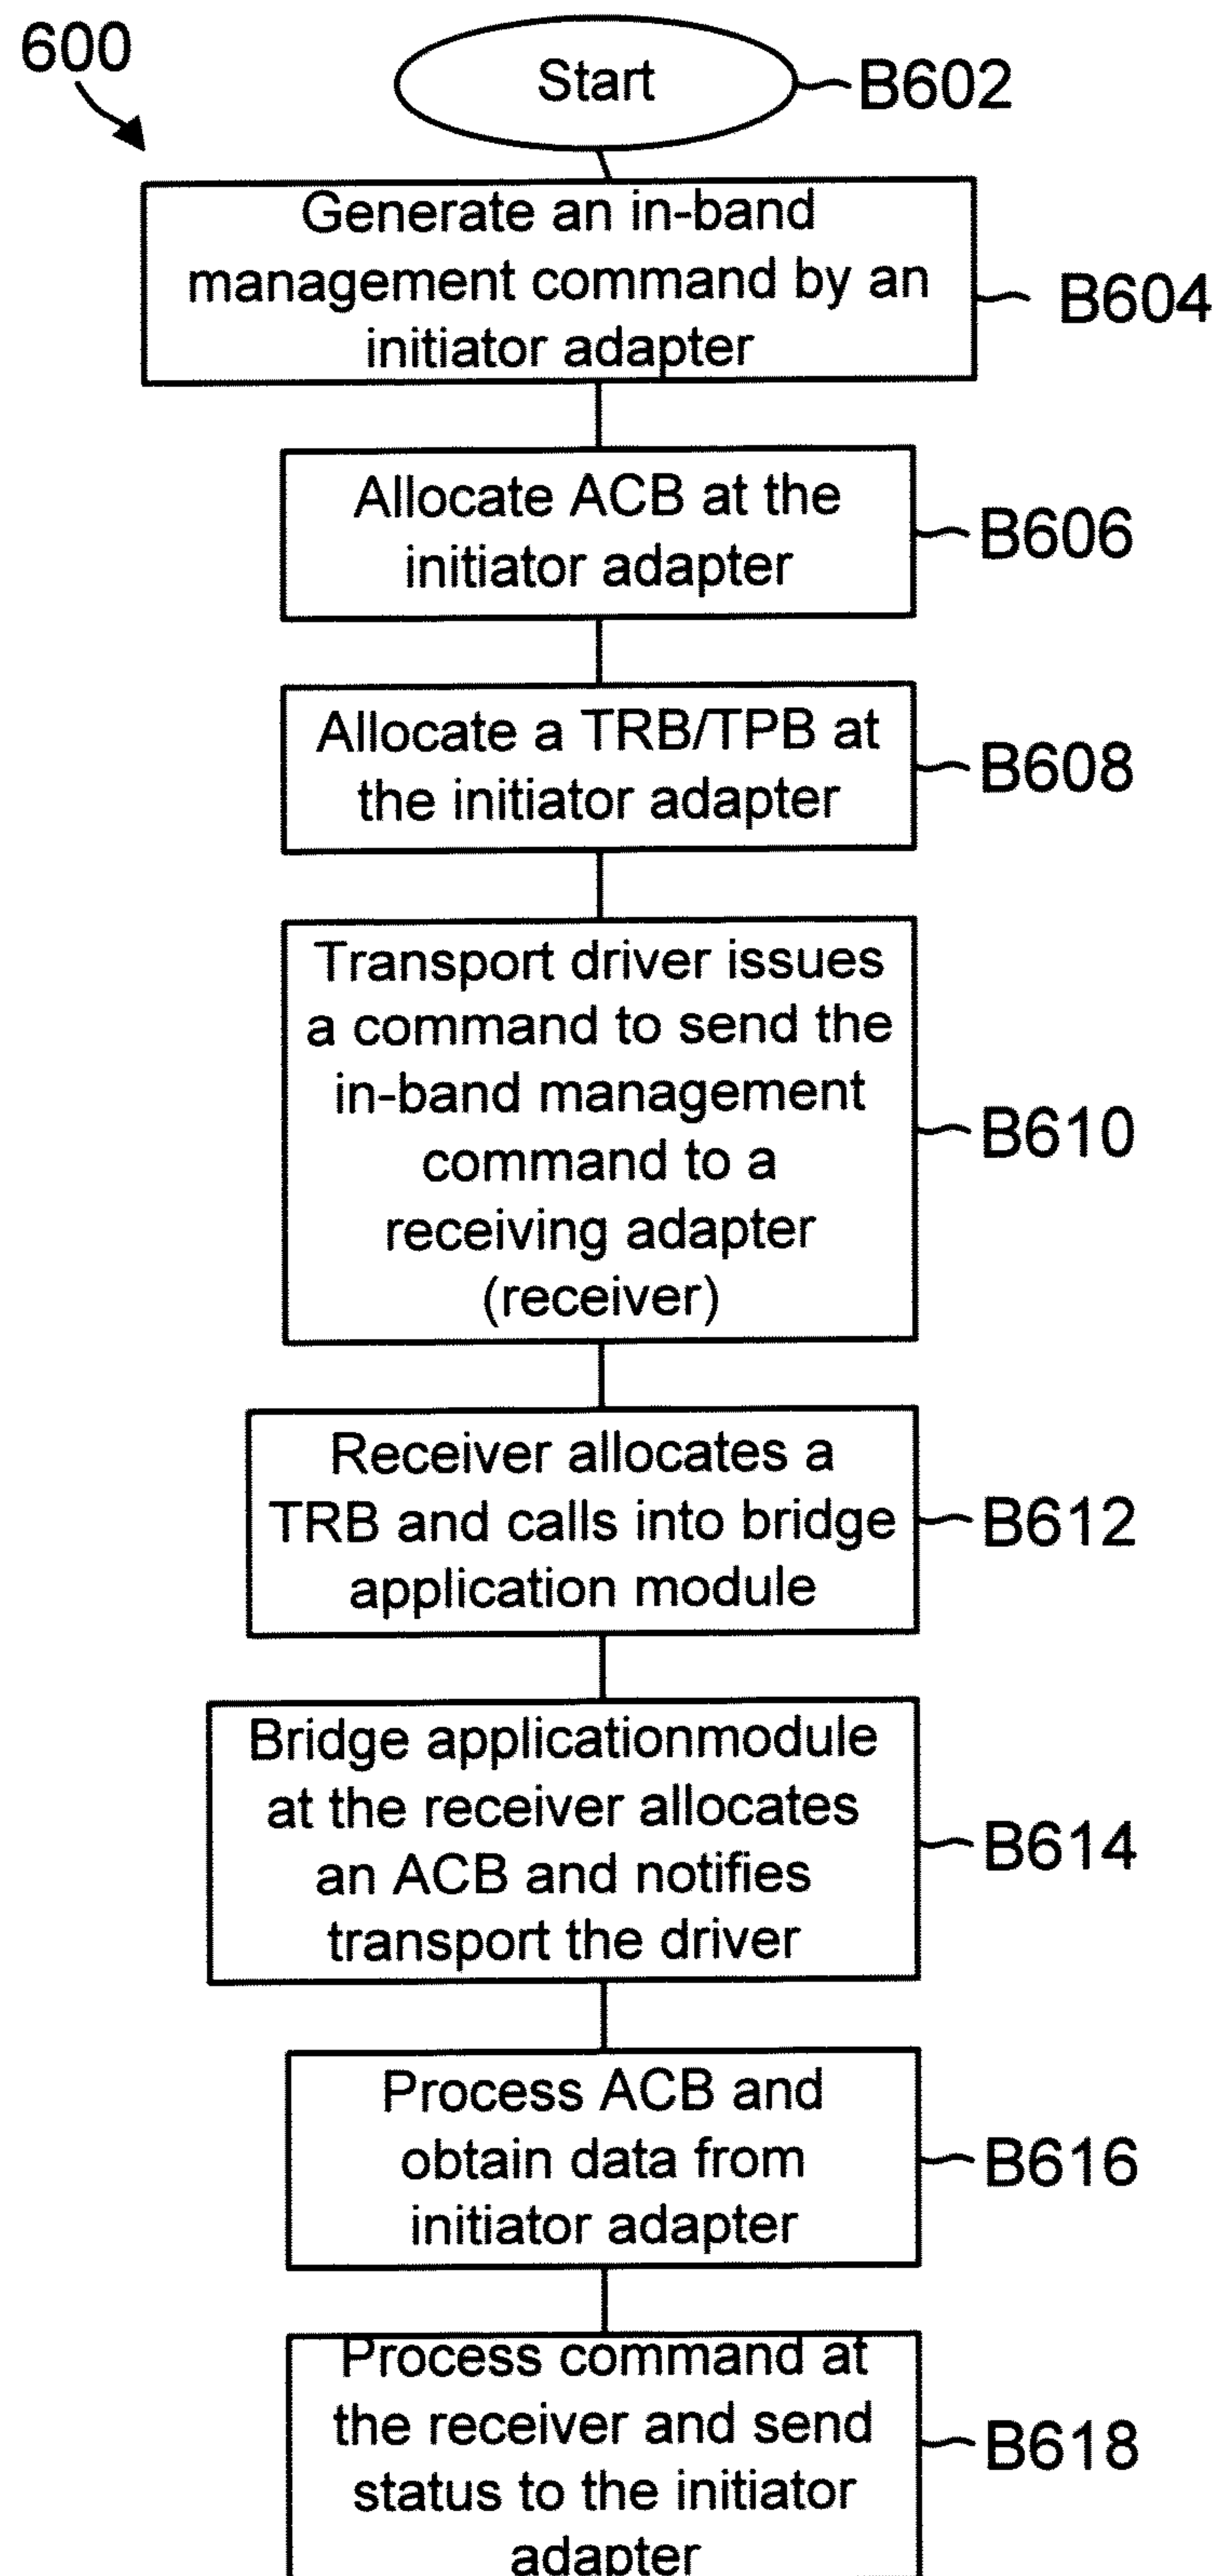 600
Start
B602
Generate an in-band
management command by an
initiator adapter
B604
Allocate ACB at the
initiator adapter
B606
Allocate a TRB/TPB at
the initiator adapter
B608
Transport driver issues
a command to send the
in-band management
command to a
receiving adapter
(receiver)
B610
Receiver allocates a
TRB and calls into bridge
application module
B612
Bridge applicationmodule
at the receiver allocates
an ACB and notifies
transport the driver
B614
Process ACB and
obtain data from
initiator adapter
B616
Process command at
the receiver and send
status to the initiator
adapter
B618